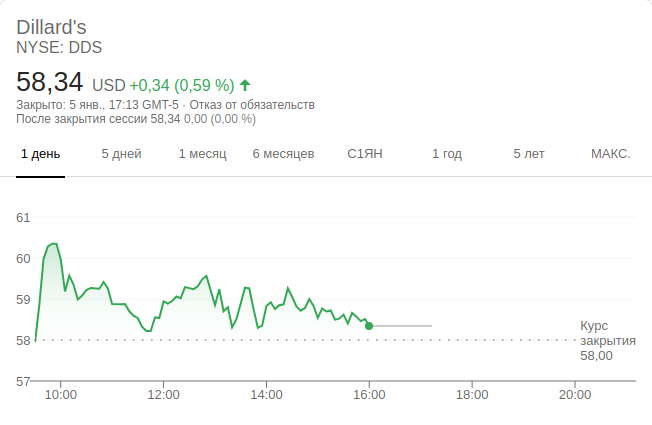 Dillard's
NYSE: DDS
58,34 USD +0,34 (0,59 %)
Закрыто: 5 янв., 17:13 GMT-5 · Отказ от обязательств
После закрытия сессии 58,34 0,00 (0,00 %)
1 день 5 дней 1 месяц 6 месяцев С1ЯН 1 год 5 лет МАКС.
61
60
59
58
57
Курс
закрытия
58,00
10:00 12:00 14:00 16:00 18:00 20:00